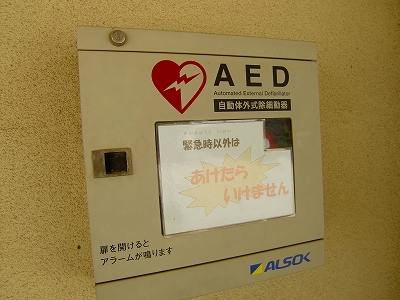 AED
Automated External Defibrillator
自動体外式除細動器
緊急時以外は
あけたら
いけません
扉を開けると
アラームが鳴ります
ALSOK